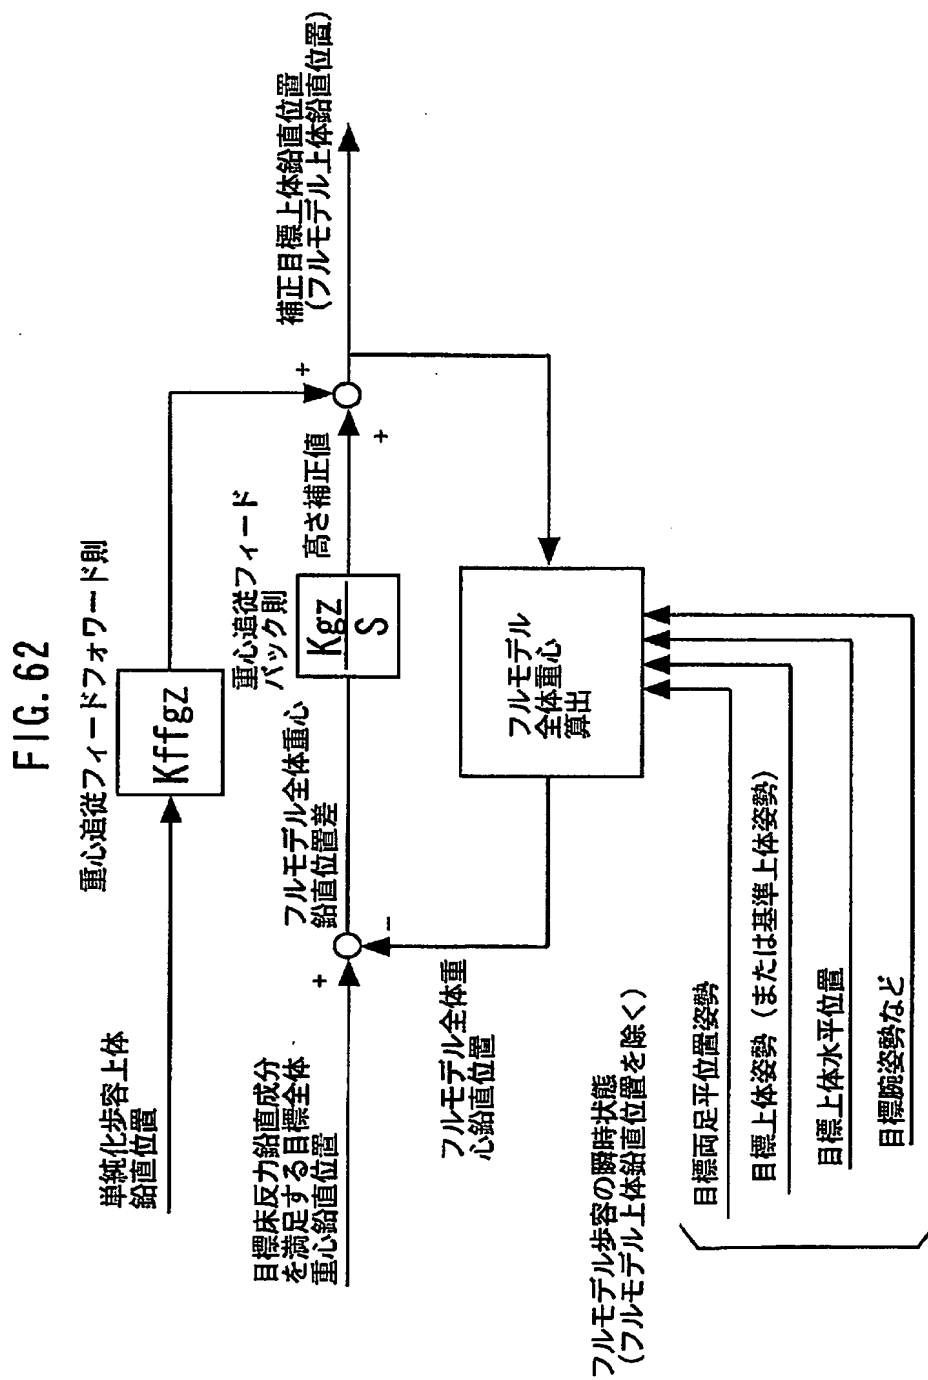 FIG.62
重心追従フィードフォワード則
Kffgz
単純化歩容上体
鉛直位置
補正目標上体鉛直位置
(フルモデル上体鉛直位置)
重心追従フィード
バック則
Kgz
S
高さ補正値
+
+
フルモデル全体重心
鉛直位置差
+
-
目標床反力鉛直成分
を満足する目標全体
重心鉛直位置
フルモデル全体重
心鉛直位置
フルモデル
全体重心
算出
フルモデル歩容の瞬時状態
(フルモデル上体鉛直位置を除く)
目標両足平位置姿勢
目標上体姿勢(または基準上体姿勢)
目標上体水平位置
目標腕姿勢など